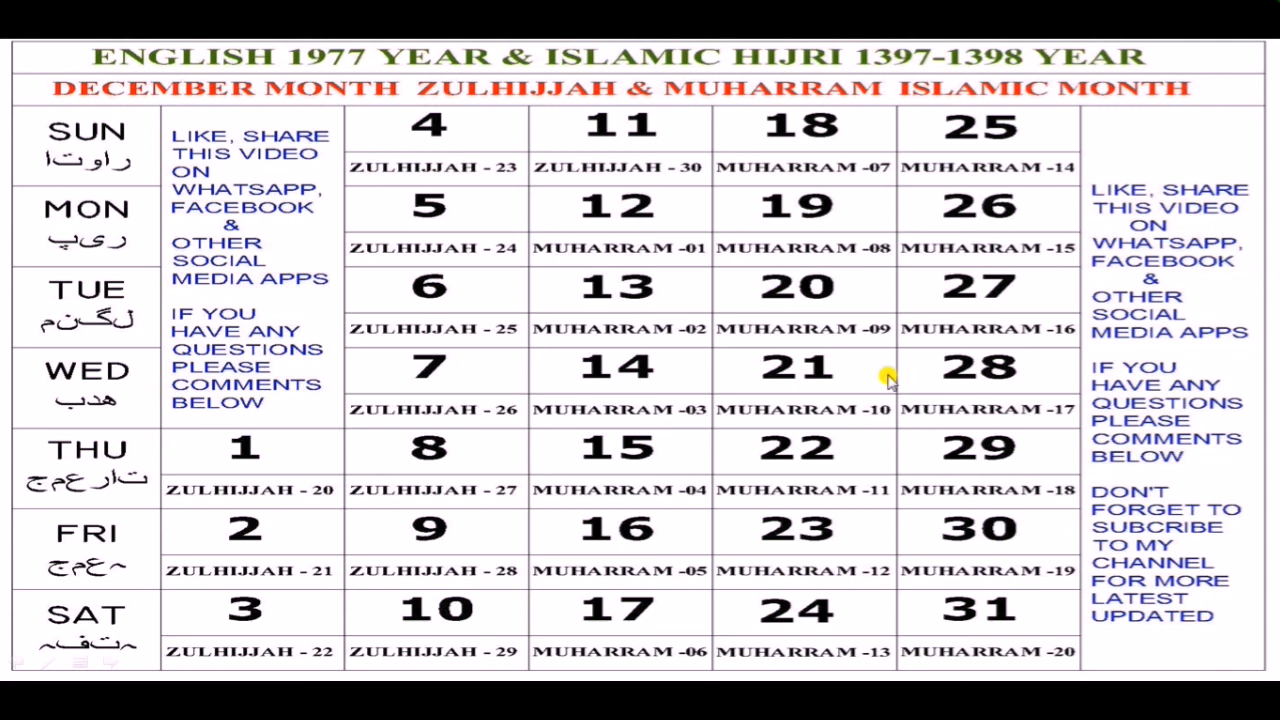 ENGLISH 1977 YEAR & ISLAMIC HIJRI 1397-1398 YEAR
DECEMBER MONTH ZULHIJJAH & MUHARRAM ISLAMIC MONTH
SUN
راوتا
4 11 18 25
ZULHIJJAH - 23 ZULHIJJAH - 30 MUHARRAM -07 MUHARRAM -14
MON
ریپ
5 12 19 26
ZULHIJJAH - 24 MUHARRAM -01 MUHARRAM -08 MUHARRAM -15
TUE
لگنم
6 13 20 27
ZULHIJJAH - 25 MUHARRAM -02 MUHARRAM -09 MUHARRAM -16
WED
ھدب
7 14 21 28
ZULHIJJAH - 26 MUHARRAM -03 MUHARRAM -10 MUHARRAM -17
THU
تارعمج
1 8 15 22 29
ZULHIJJAH - 20 ZULHIJJAH - 27 MUHARRAM -04 MUHARRAM -11 MUHARRAM -18
FRI
ہعمج
2 9 16 23 30
ZULHIJJAH - 21 ZULHIJJAH - 28 MUHARRAM -05 MUHARRAM -12 MUHARRAM -19
SAT
ہتفہ
3 10 17 24 31
ZULHIJJAH - 22 ZULHIJJAH - 29 MUHARRAM -06 MUHARRAM -13 MUHARRAM -20
LIKE, SHARE
THIS VIDEO
ON
WHATSAPP,
FACEBOOK
&
OTHER
SOCIAL
MEDIA APPS
IF YOU
HAVE ANY
QUESTIONS
PLEASE
COMMENTS
BELOW
LIKE, SHARE
THIS VIDEO
ON
WHATSAPP,
FACEBOOK
&
OTHER
SOCIAL
MEDIA APPS
IF YOU
HAVE ANY
QUESTIONS
PLEASE
COMMENTS
BELOW
DON'T
FORGET TO
SUBCRIBE
TO MY
CHANNEL
FOR MORE
LATEST
UPDATED